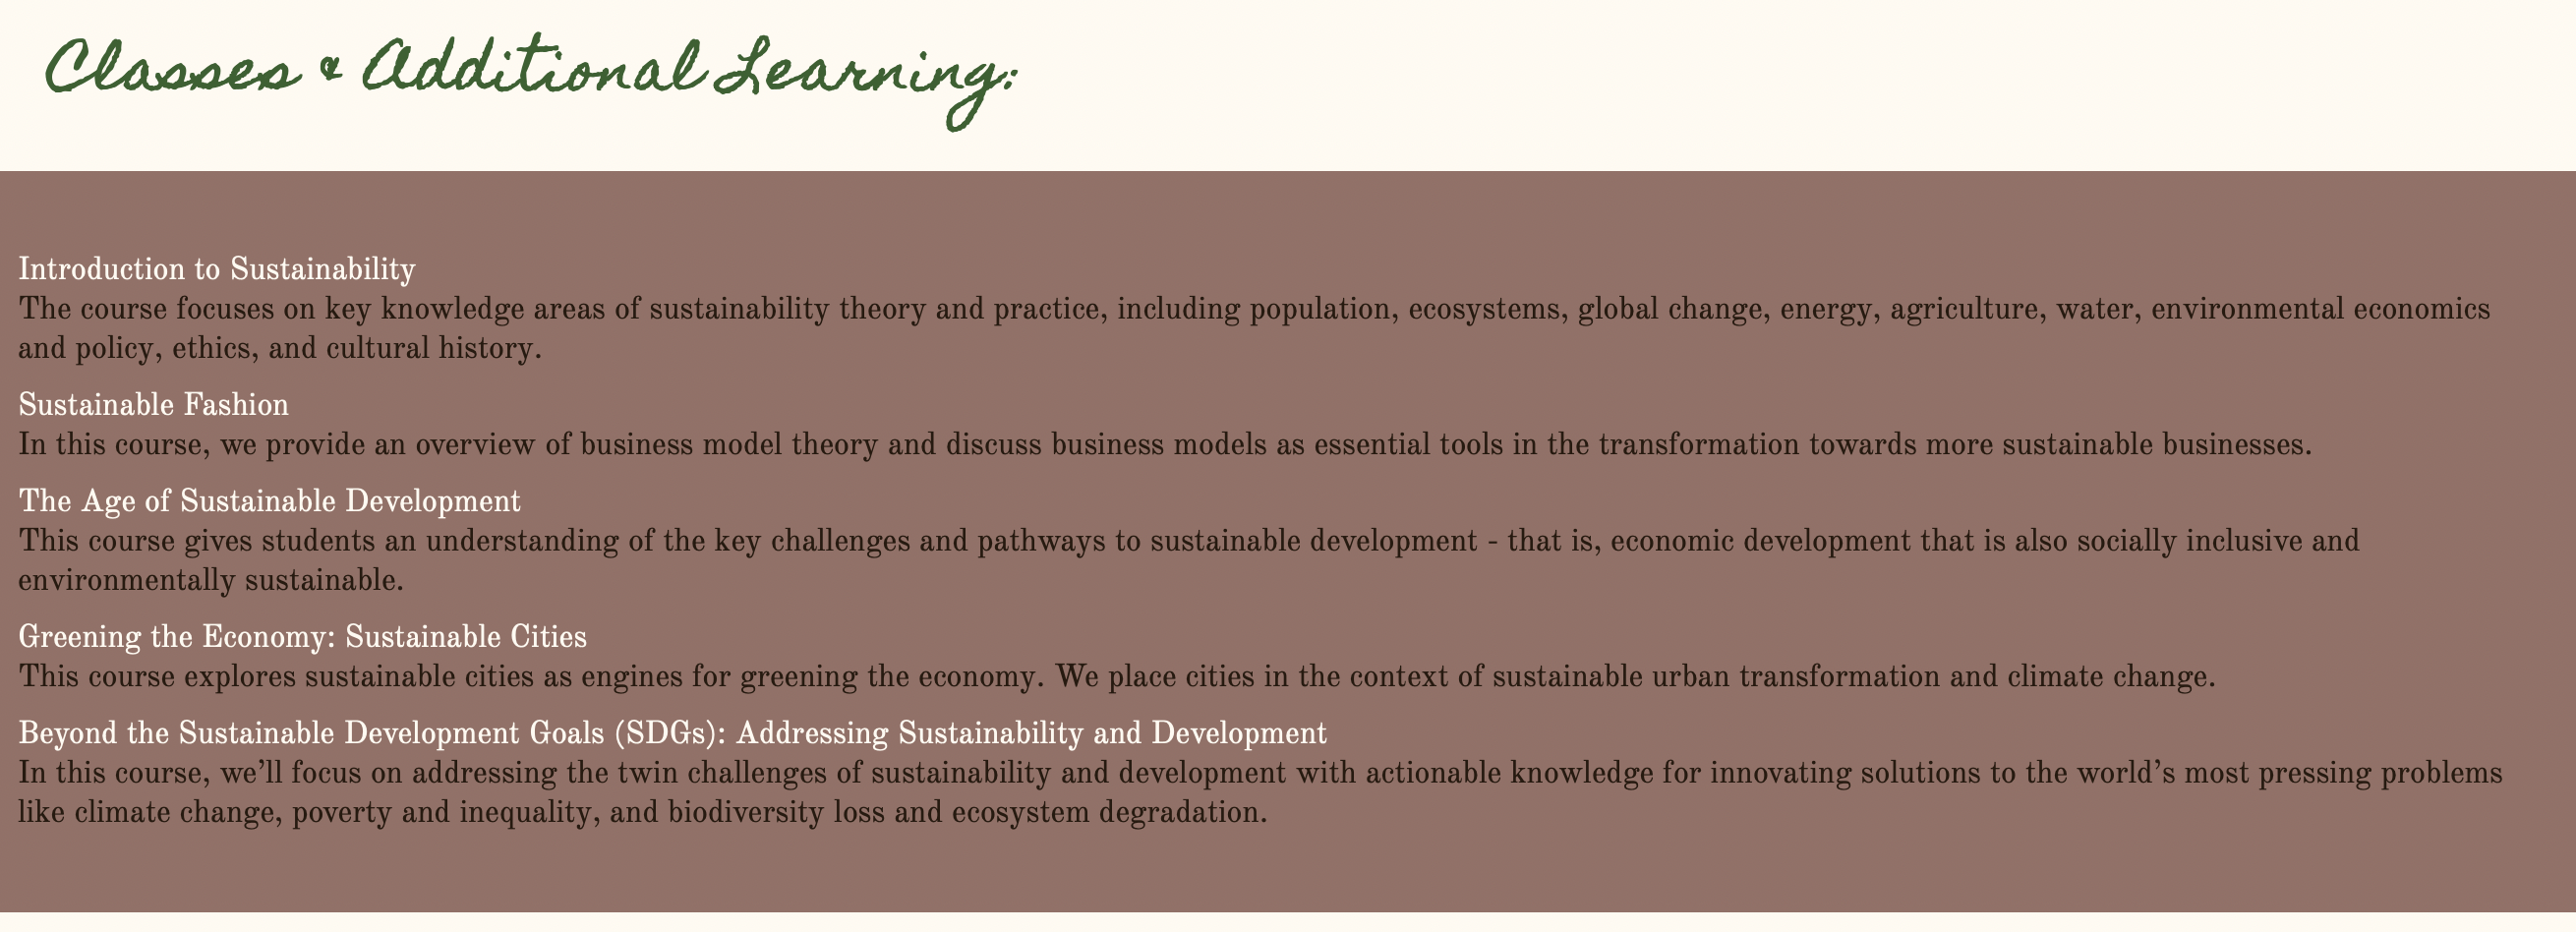 Classes & Additional Learning:
Introduction to Sustainability
The course focuses on key knowledge areas of sustainability theory and practice, including population, ecosystems, global change, energy, agriculture, water, environmental economics
and policy, ethics, and cultural history.
Sustainable Fashion
In this course, we provide an overview of business model theory and discuss business models as essential tools in the transformation towards more sustainable businesses.
The Age of Sustainable Development
This course gives students an understanding of the key challenges and pathways to sustainable development - that is, economic development that is also socially inclusive and
environmentally sustainable.
Greening the Economy: Sustainable Cities
This course explores sustainable cities as engines for greening the economy. We place cities in the context of sustainable urban transformation and climate change.
Beyond the Sustainable Development Goals (SDGs): Addressing Sustainability and Development
In this course, we’ll focus on addressing the twin challenges of sustainability and development with actionable knowledge for innovating solutions to the world’s most pressing problems
like climate change, poverty and inequality, and biodiversity loss and ecosystem degradation.